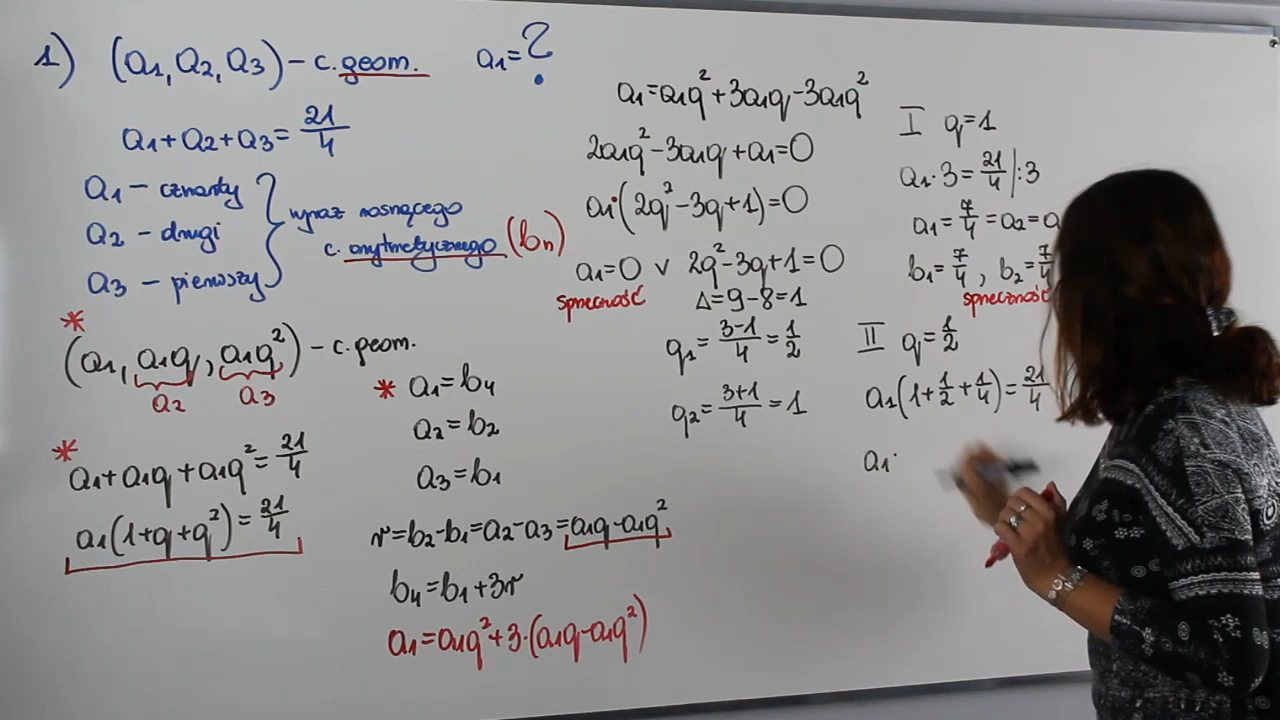 1) (a₁, a₂, a₃) – c. geom. a₁=?
a₁+a₂+a₃=21/4
a₁ – czwarty
a₂ – drugi
a₃ – pierwszy
wyraz rosnącego
c. arytmetycznego (bₙ)
*
(a₁, a₁q, a₁q²) – c. geom.
a₂ a₃
*
a₁+a₁q+a₁q²=21/4
a₁(1+q+q²)=21/4
* a₁=b₄
a₂=b₂
a₃=b₁
r=b₂-b₁=a₂-a₃=a₁q-a₁q²
b₄=b₁+3r
a₁=a₁q²+3·(a₁q-a₁q²)
a₁=a₁q²+3a₁q-3a₁q²
2a₁q²-3a₁q+a₁=0
a₁·(2q²-3q+1)=0
a₁=0 v 2q²-3q+1=0
sprzeczność Δ=9-8=1
q₁=3-1/4=1/2
q₂=3+1/4=1
I q=1
a₁·3=21/4 |:3
a₁=7/4=a₂=a
b₁=7/4, b₂=7/4
sprzeczność
II q=1/2
a₁(1+1/2+1/4)=21/4
a₁·